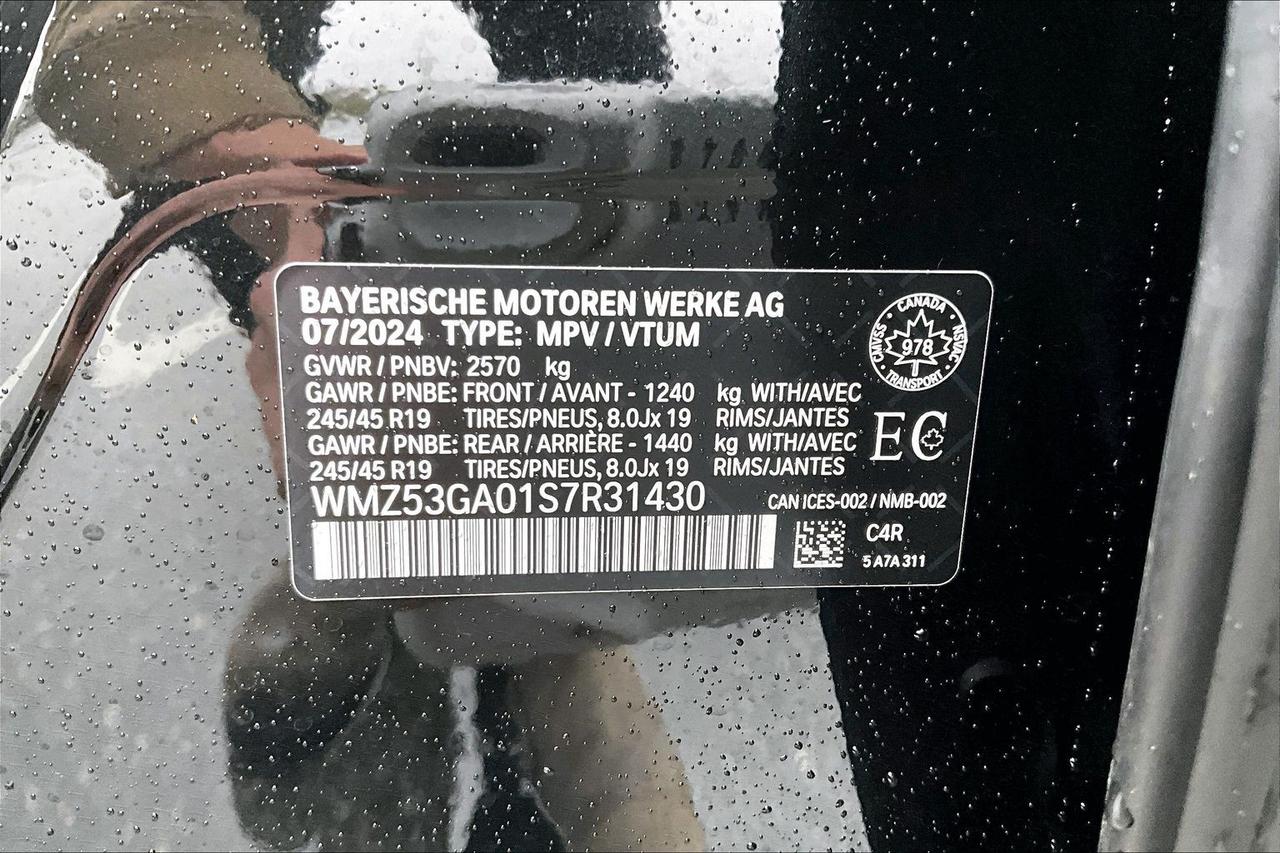 BAYERISCHE MOTOREN WERKE AG
07/2024 TYPE: MPV / VTUM
GVWR / PNBV: 2570 kg
GAWR / PNBE: FRONT / AVANT - 1240 kg WITH/AVEC
245/45 R19 TIRES/PNEUS, 8.0Jx 19 RIMS/JANTES
GAWR / PNBE: REAR / ARRIÈRE - 1440 kg WITH/AVEC
245/45 R19 TIRES/PNEUS, 8.0Jx 19 RIMS/JANTES
WMZ53GA01S7R31430
CANADA
CMVSS
978
NSVAC
TRANSPORT
EC
CAN ICES-002 / NMB-002
C4R
5 A7A 311